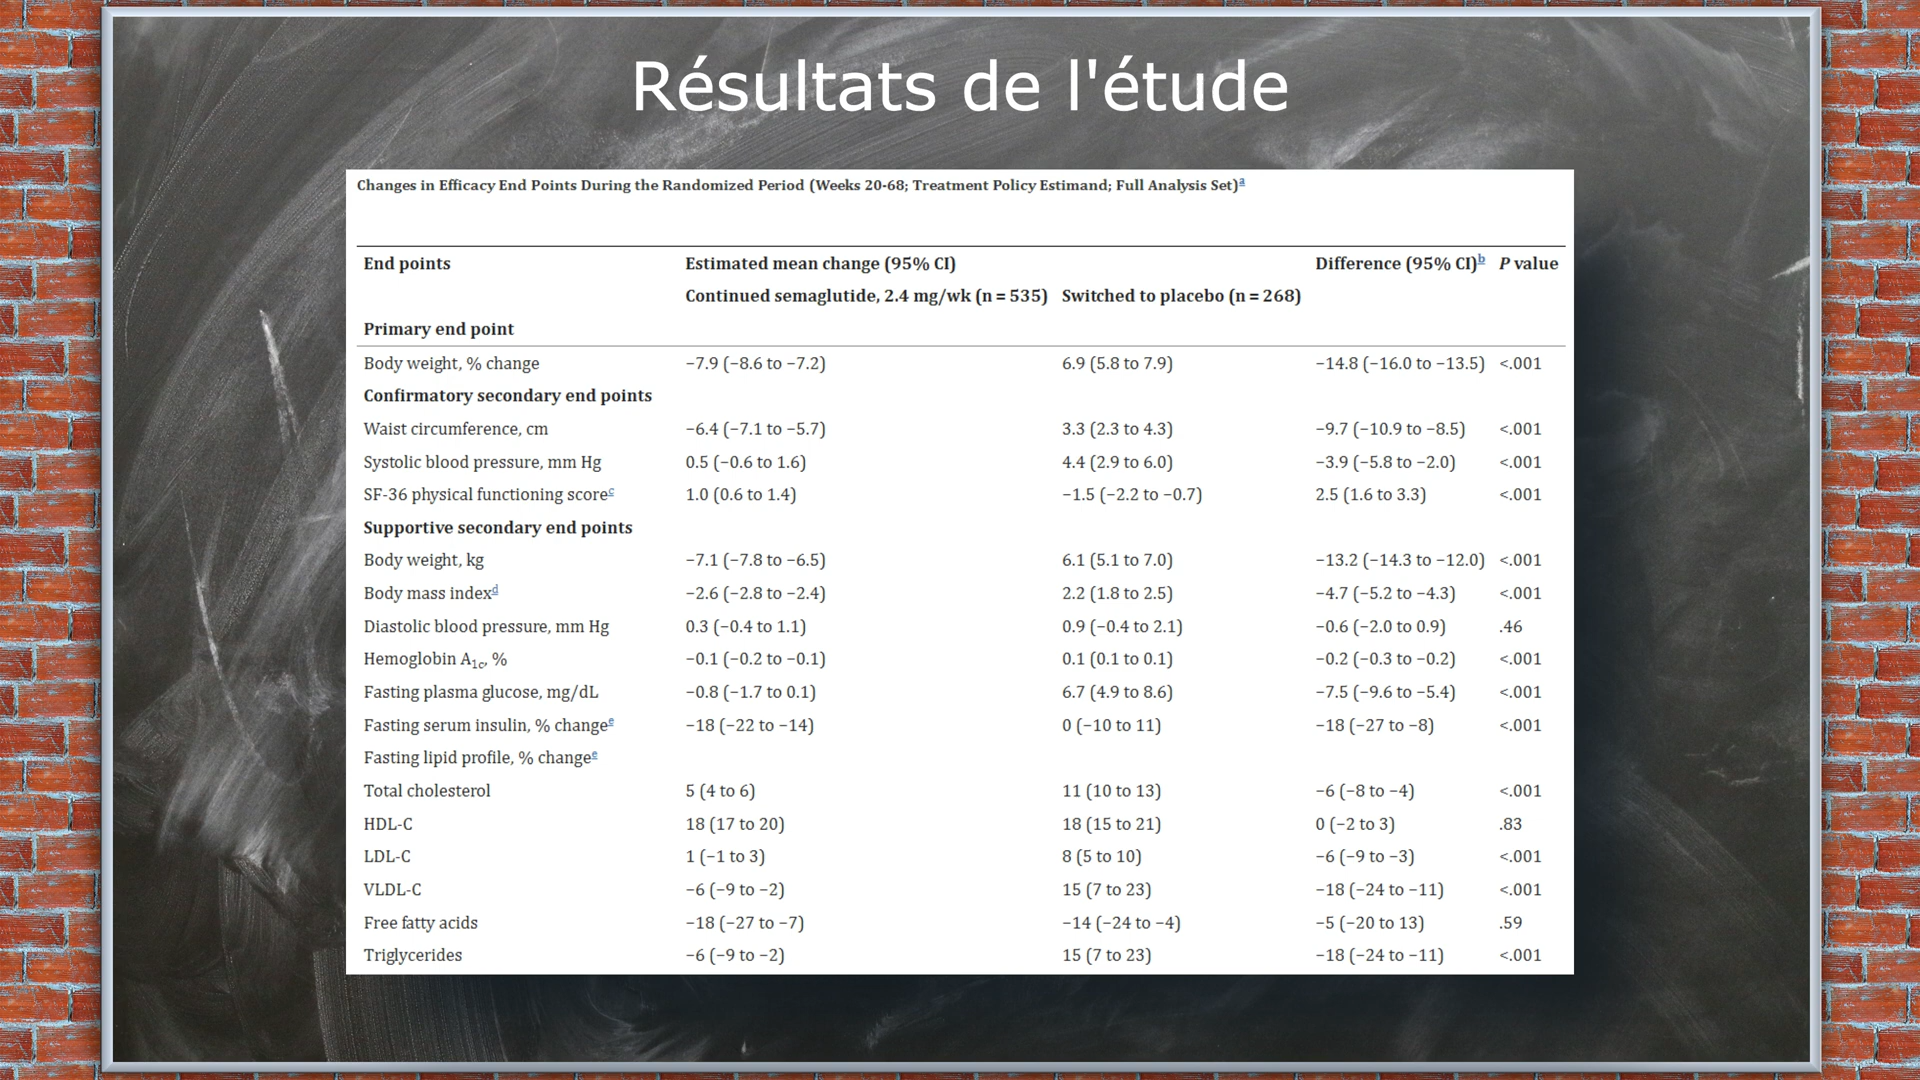 Résultats de l'étude
Changes in Efficacy End Points During the Randomized Period (Weeks 20-68; Treatment Policy Estimand; Full Analysis Set)a
End points Estimated mean change (95% CI) Difference (95% CI)b P value
Continued semaglutide, 2.4 mg/wk (n = 535) Switched to placebo (n = 268)
Primary end point
Body weight, % change −7.9 (−8.6 to −7.2) 6.9 (5.8 to 7.9) −14.8 (−16.0 to −13.5) <.001
Confirmatory secondary end points
Waist circumference, cm −6.4 (−7.1 to −5.7) 3.3 (2.3 to 4.3) −9.7 (−10.9 to −8.5) <.001
Systolic blood pressure, mm Hg 0.5 (−0.6 to 1.6) 4.4 (2.9 to 6.0) −3.9 (−5.8 to −2.0) <.001
SF-36 physical functioning scorec 1.0 (0.6 to 1.4) −1.5 (−2.2 to −0.7) 2.5 (1.6 to 3.3) <.001
Supportive secondary end points
Body weight, kg −7.1 (−7.8 to −6.5) 6.1 (5.1 to 7.0) −13.2 (−14.3 to −12.0) <.001
Body mass indexd −2.6 (−2.8 to −2.4) 2.2 (1.8 to 2.5) −4.7 (−5.2 to −4.3) <.001
Diastolic blood pressure, mm Hg 0.3 (−0.4 to 1.1) 0.9 (−0.4 to 2.1) −0.6 (−2.0 to 0.9) .46
Hemoglobin A1c, % −0.1 (−0.2 to −0.1) 0.1 (0.1 to 0.1) −0.2 (−0.3 to −0.2) <.001
Fasting plasma glucose, mg/dL −0.8 (−1.7 to 0.1) 6.7 (4.9 to 8.6) −7.5 (−9.6 to −5.4) <.001
Fasting serum insulin, % changee −18 (−22 to −14) 0 (−10 to 11) −18 (−27 to −8) <.001
Fasting lipid profile, % changee
Total cholesterol 5 (4 to 6) 11 (10 to 13) −6 (−8 to −4) <.001
HDL-C 18 (17 to 20) 18 (15 to 21) 0 (−2 to 3) .83
LDL-C 1 (−1 to 3) 8 (5 to 10) −6 (−9 to −3) <.001
VLDL-C −6 (−9 to −2) 15 (7 to 23) −18 (−24 to −11) <.001
Free fatty acids −18 (−27 to −7) −14 (−24 to −4) −5 (−20 to 13) .59
Triglycerides −6 (−9 to −2) 15 (7 to 23) −18 (−24 to −11) <.001